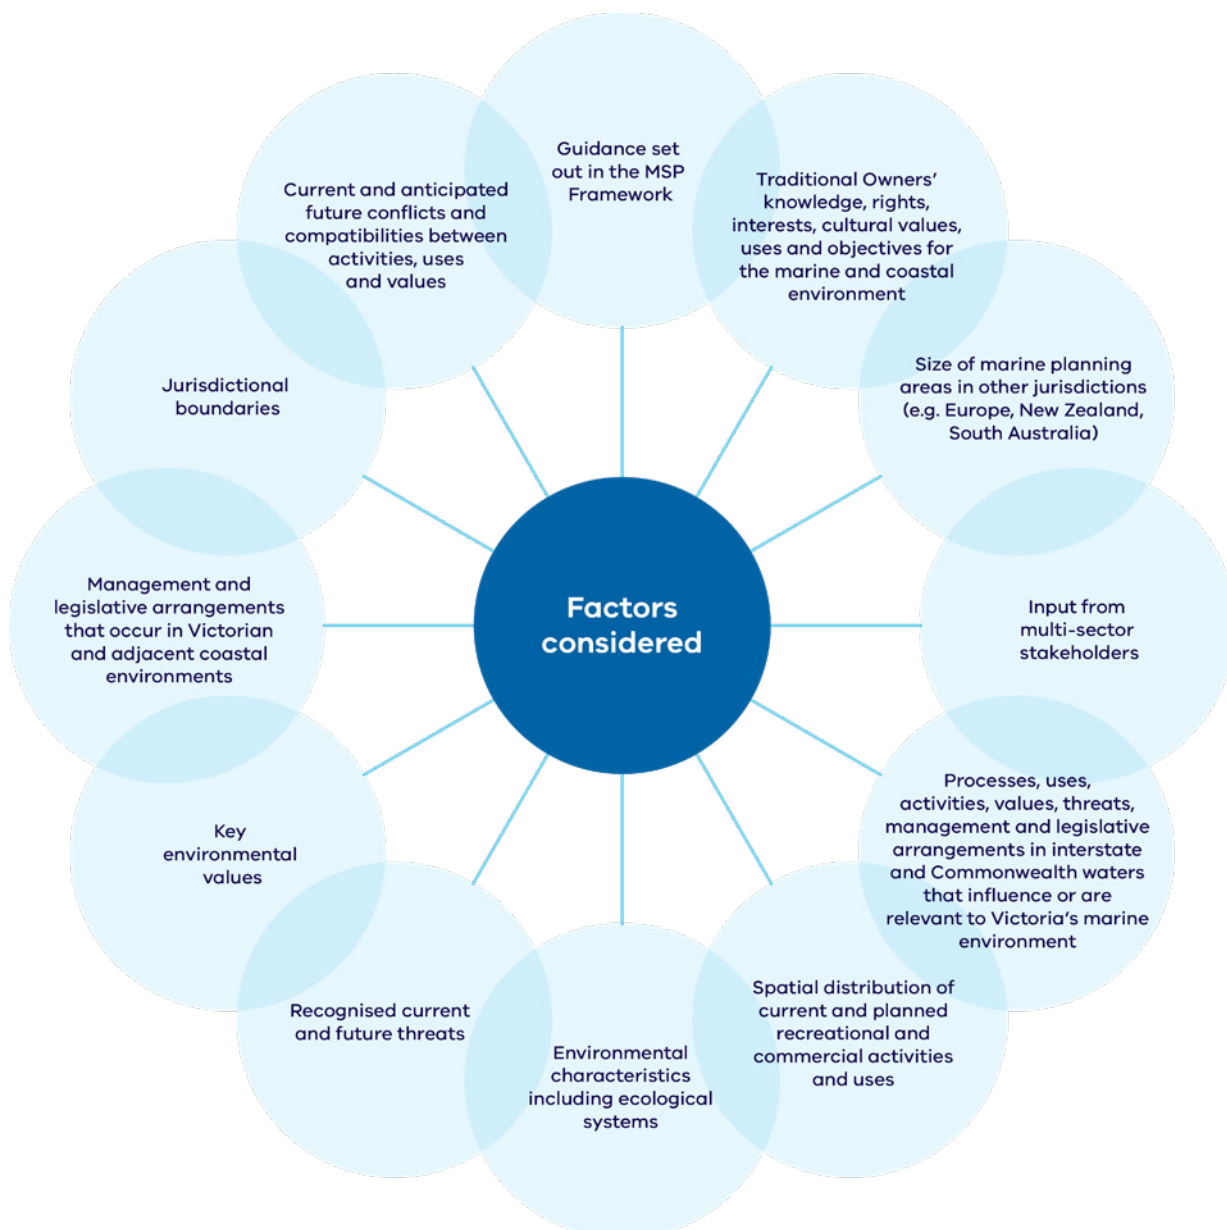 Guidance set
out in the MSP
Framework
Traditional Owners’
knowledge, rights,
interests, cultural values,
uses and objectives for
the marine and coastal
environment
Size of marine planning
areas in other jurisdictions
(e.g. Europe, New Zealand,
South Australia)
Input from
multi-sector
stakeholders
Processes, uses,
activities, values, threats,
management and legislative
arrangements in interstate
and Commonwealth waters
that influence or are
relevant to Victoria’s marine
environment
Spatial distribution of
current and planned
recreational and
commercial activities
and uses
Environmental
characteristics
including ecological
systems
Recognised current
and future threats
Key
environmental
values
Management and
legislative arrangements
that occur in Victorian
and adjacent coastal
environments
Jurisdictional
boundaries
Current and anticipated
future conflicts and
compatibilities between
activities, uses
and values
Factors
considered